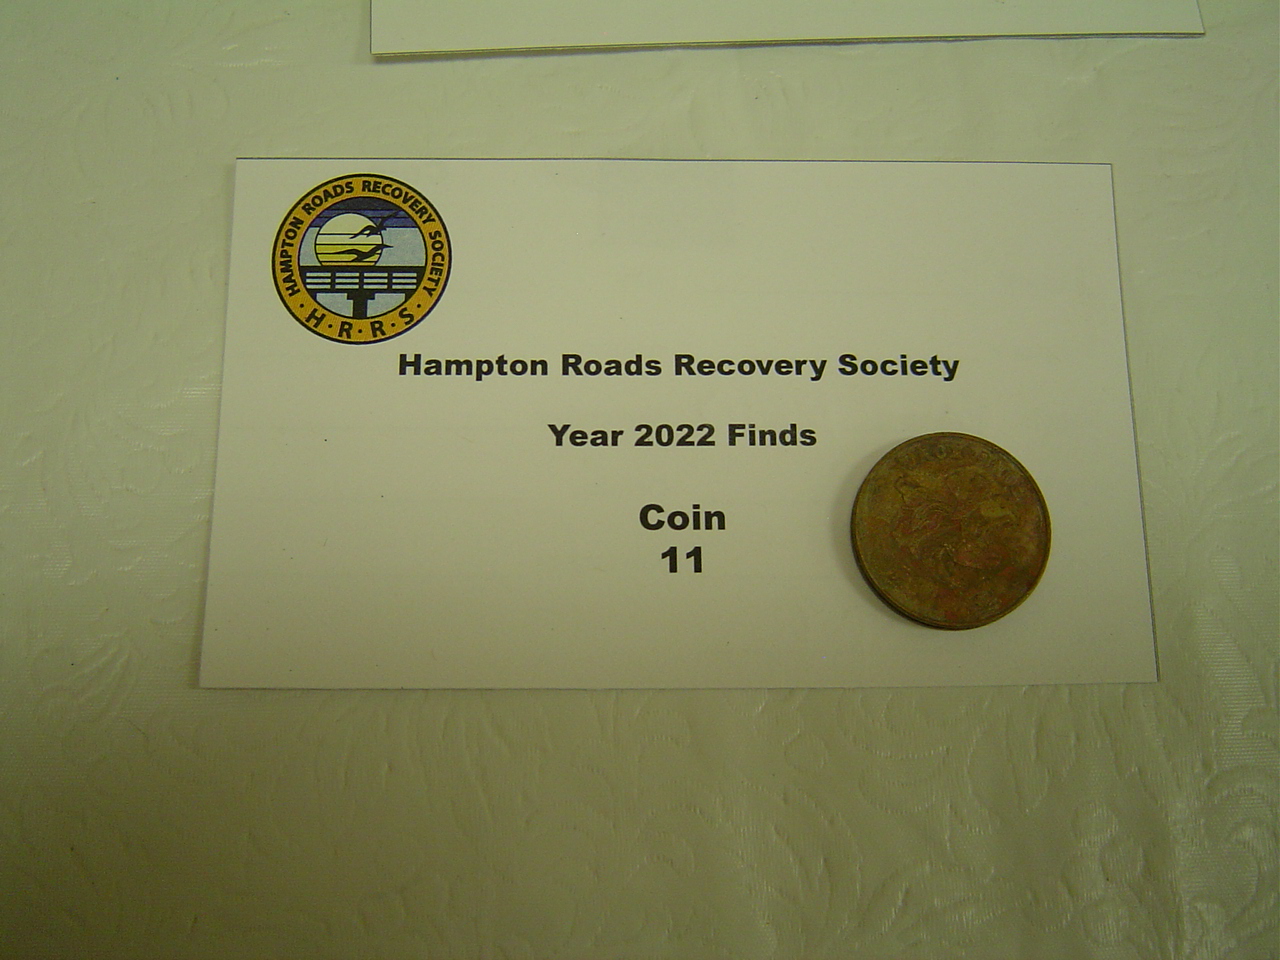 HAMPTON ROADS RECOVERY SOCIETY
· H · R · R · S ·
Hampton Roads Recovery Society
Year 2022 Finds
Coin
11